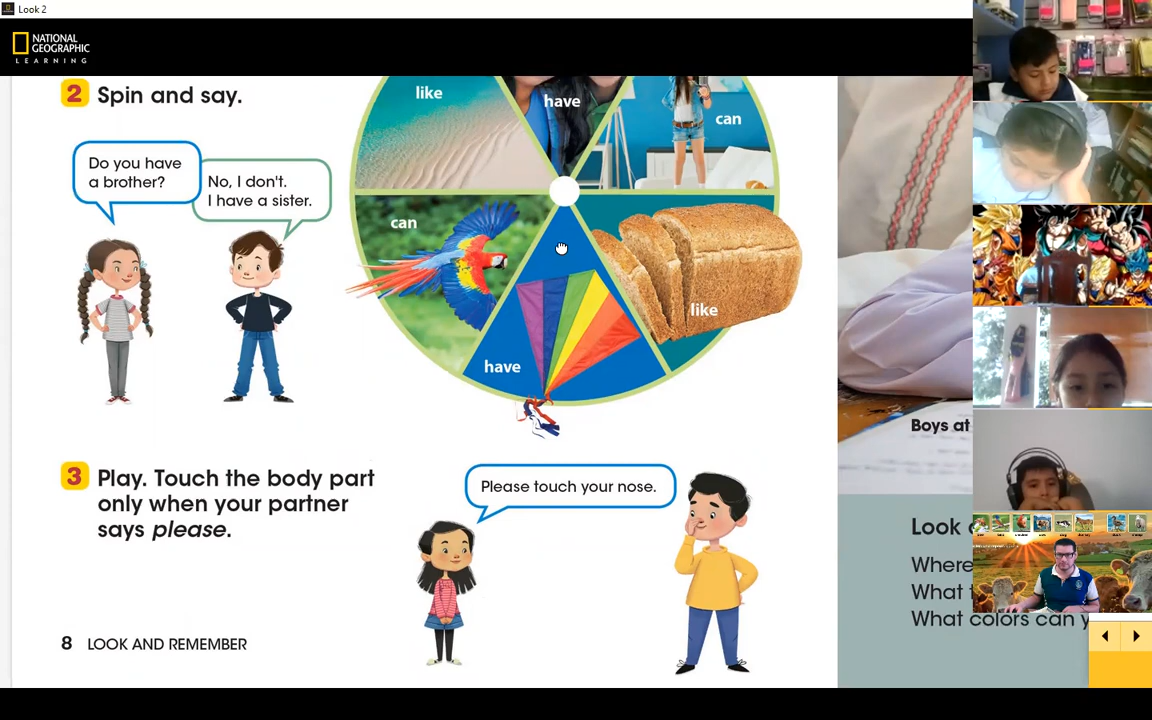 Look 2
NATIONAL
GEOGRAPHIC
LEARNING
2 Spin and say.
like
have
can
Do you have
a brother?
No, I don't.
I have a sister.
can
like
have
3 Play. Touch the body part
only when your partner
says please.
Please touch your nose.
8 LOOK AND REMEMBER
Boys at
Look
Where
What
What colors can y